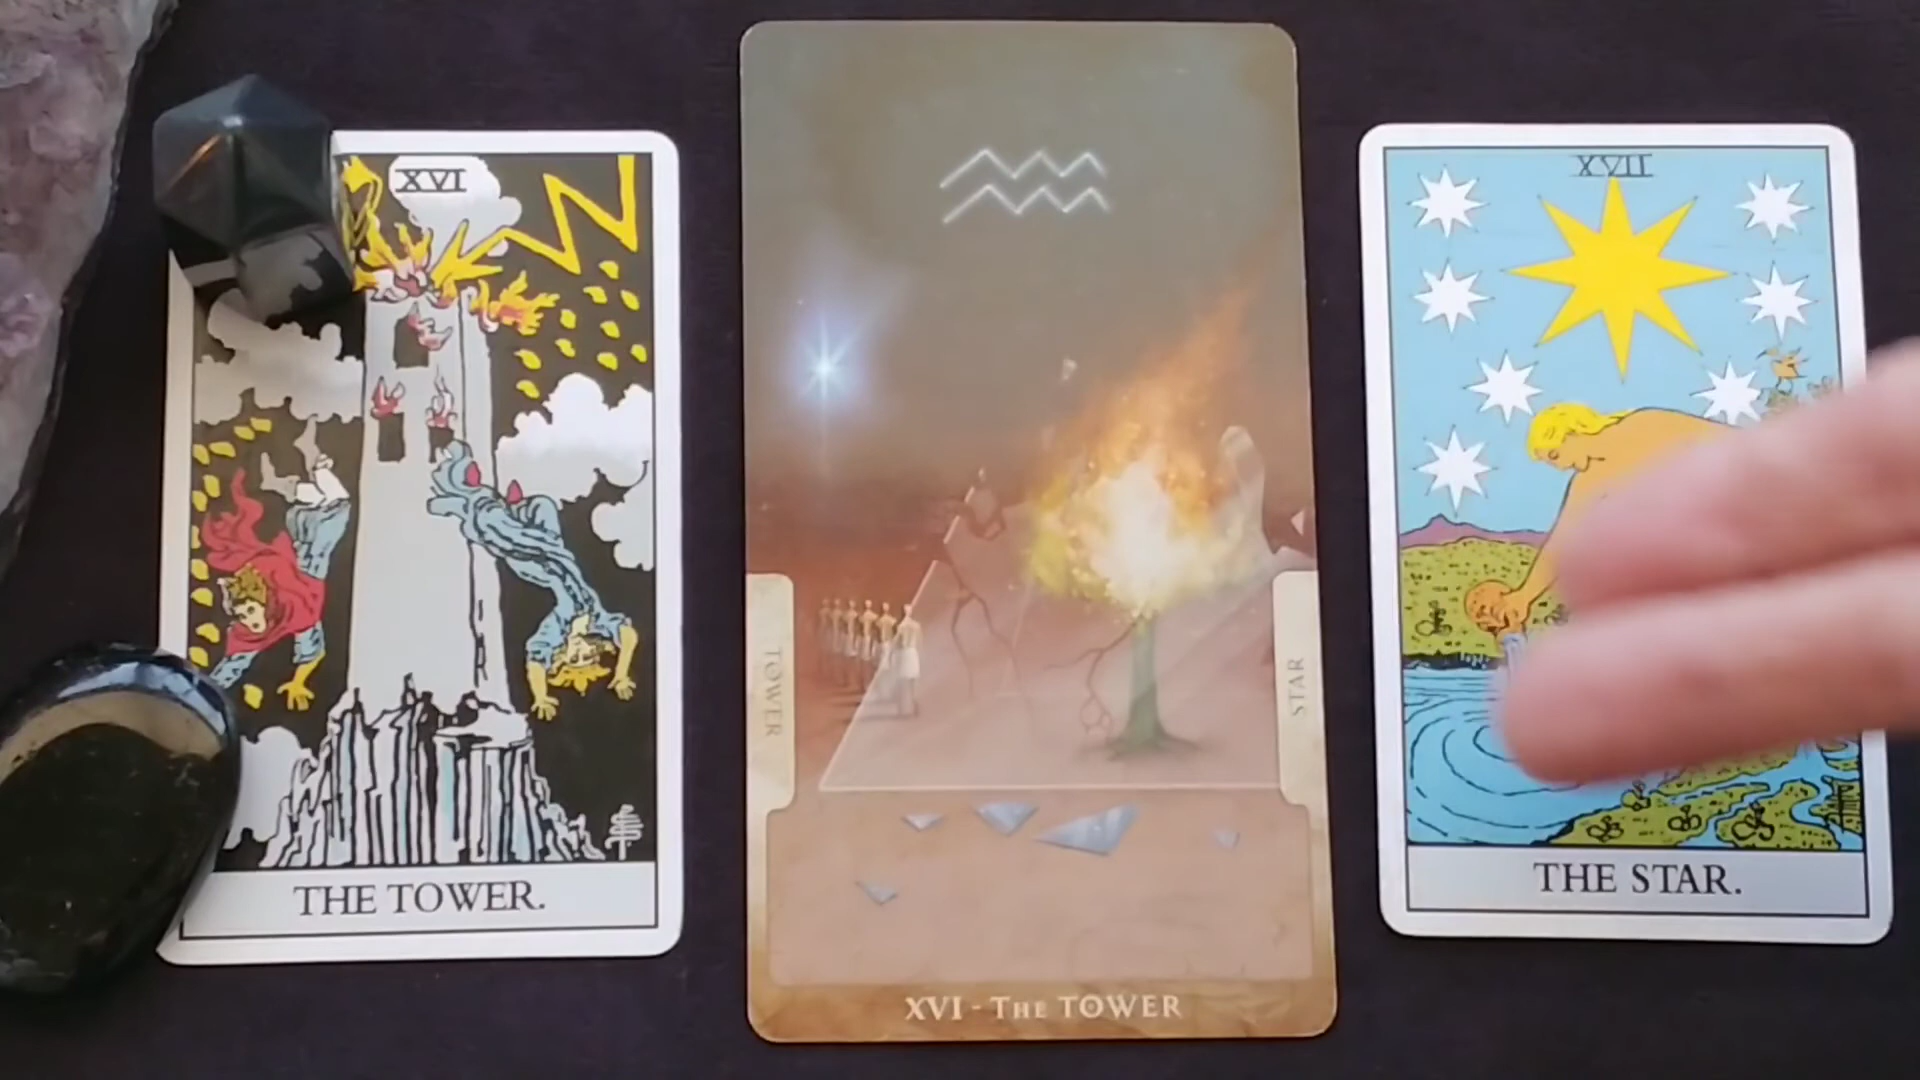 XVI
THE TOWER.
TOWER
STAR
XVI - THE TOWER
XVII
THE STAR.